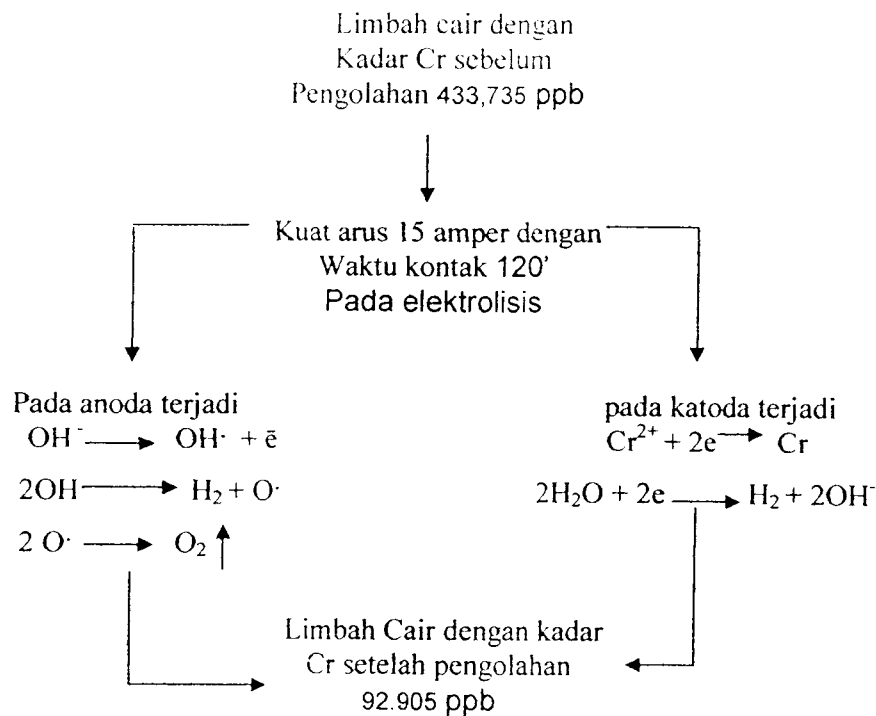 Limbah cair dengan
Kadar Cr sebelum
Pengolahan 433,735 ppb
Kuat arus 15 amper dengan
Waktu kontak 120'
Pada elektrolisis
Pada anoda terjadi
OH⁻ → OH· + ē
2OH → H₂ + O·
2 O· → O₂ ↑
pada katoda terjadi
Cr²⁺ + 2e⁻ → Cr
2H₂O + 2e → H₂ + 2OH⁻
Limbah Cair dengan kadar
Cr setelah pengolahan
92.905 ppb